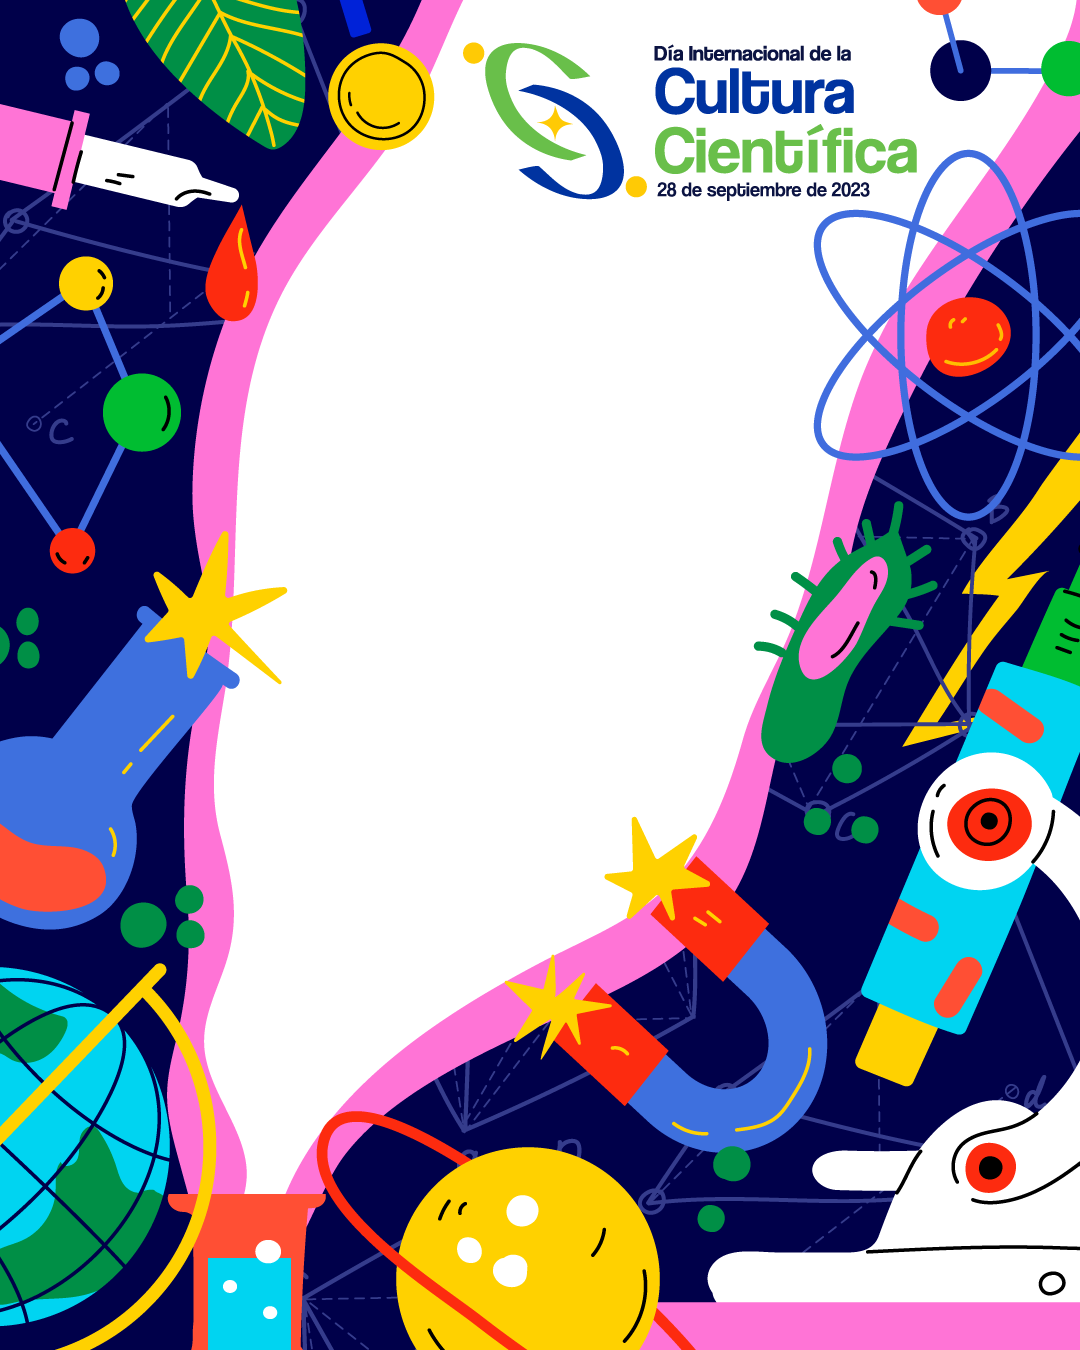 Día Internacional de la
Cultura
Científica
28 de septiembre de 2023
C
B
C
d